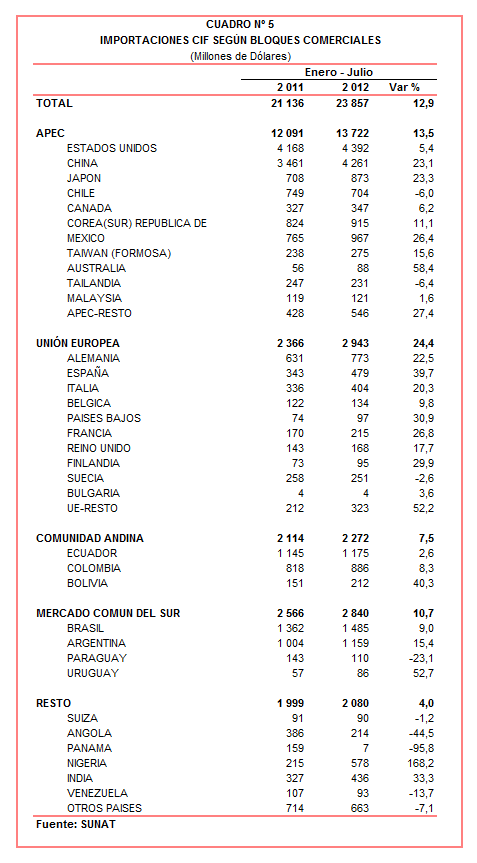 CUADRO Nº 5
IMPORTACIONES CIF SEGÚN BLOQUES COMERCIALES
(Millones de Dólares)
Enero - Julio
2 011 2 012 Var %
TOTAL 21 136 23 857 12,9
APEC 12 091 13 722 13,5
ESTADOS UNIDOS 4 168 4 392 5,4
CHINA 3 461 4 261 23,1
JAPON 708 873 23,3
CHILE 749 704 -6,0
CANADA 327 347 6,2
COREA(SUR) REPUBLICA DE 824 915 11,1
MEXICO 765 967 26,4
TAIWAN (FORMOSA) 238 275 15,6
AUSTRALIA 56 88 58,4
TAILANDIA 247 231 -6,4
MALAYSIA 119 121 1,6
APEC-RESTO 428 546 27,4
UNIÓN EUROPEA 2 366 2 943 24,4
ALEMANIA 631 773 22,5
ESPAÑA 343 479 39,7
ITALIA 336 404 20,3
BELGICA 122 134 9,8
PAISES BAJOS 74 97 30,9
FRANCIA 170 215 26,8
REINO UNIDO 143 168 17,7
FINLANDIA 73 95 29,9
SUECIA 258 251 -2,6
BULGARIA 4 4 3,6
UE-RESTO 212 323 52,2
COMUNIDAD ANDINA 2 114 2 272 7,5
ECUADOR 1 145 1 175 2,6
COLOMBIA 818 886 8,3
BOLIVIA 151 212 40,3
MERCADO COMUN DEL SUR 2 566 2 840 10,7
BRASIL 1 362 1 485 9,0
ARGENTINA 1 004 1 159 15,4
PARAGUAY 143 110 -23,1
URUGUAY 57 86 52,7
RESTO 1 999 2 080 4,0
SUIZA 91 90 -1,2
ANGOLA 386 214 -44,5
PANAMA 159 7 -95,8
NIGERIA 215 578 168,2
INDIA 327 436 33,3
VENEZUELA 107 93 -13,7
OTROS PAISES 714 663 -7,1
Fuente: SUNAT